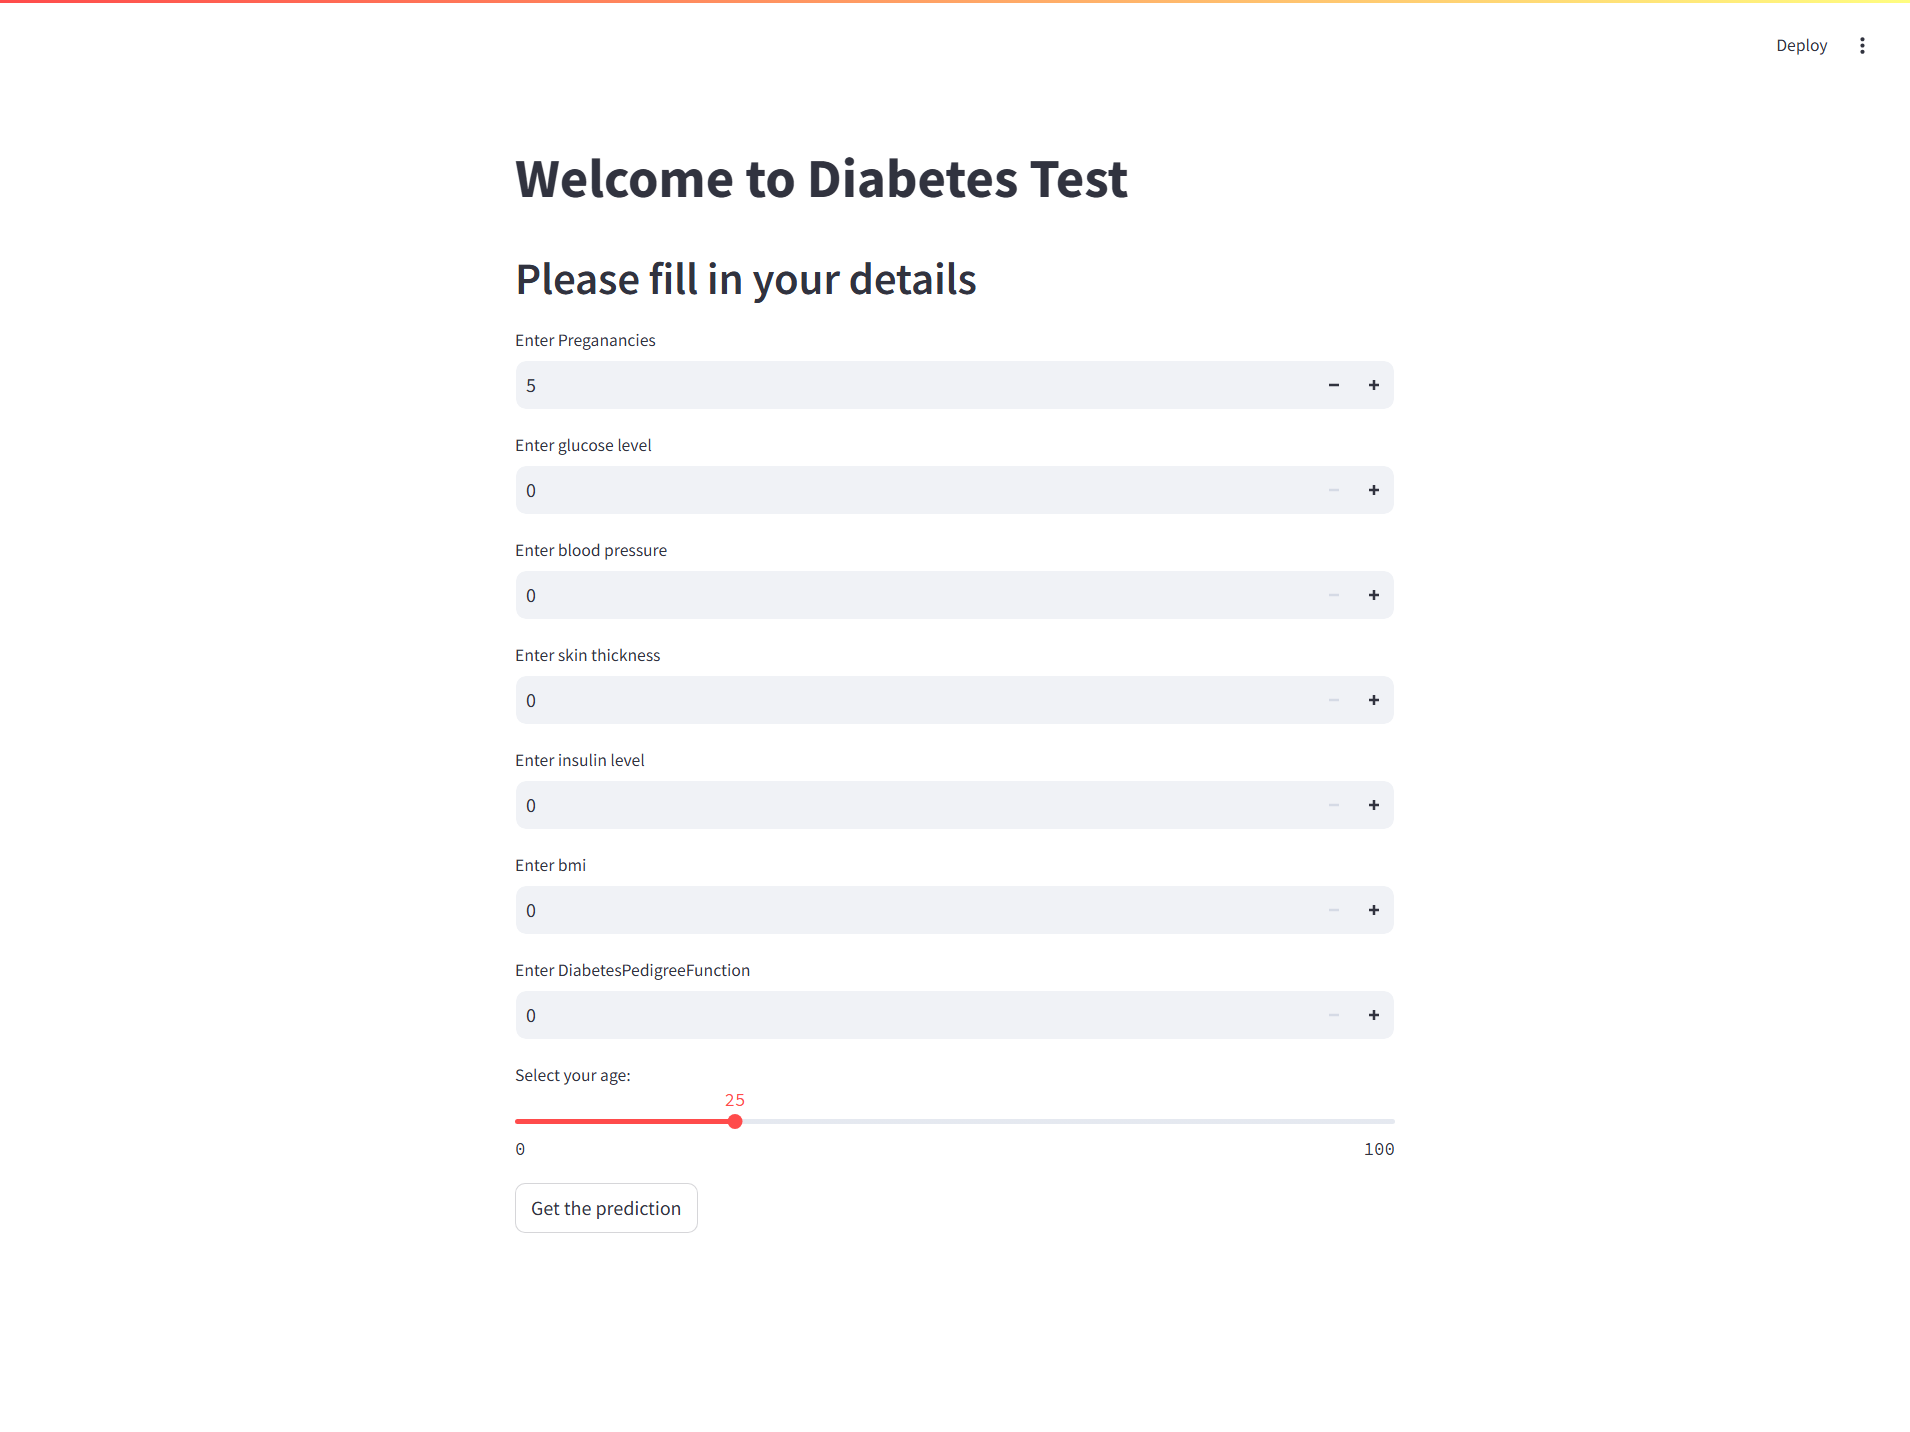 Deploy
Welcome to Diabetes Test
Please fill in your details
Enter Preganancies
5
Enter glucose level
0
Enter blood pressure
0
Enter skin thickness
0
Enter insulin level
0
Enter bmi
0
Enter DiabetesPedigreeFunction
0
Select your age:
25
0 100
Get the prediction